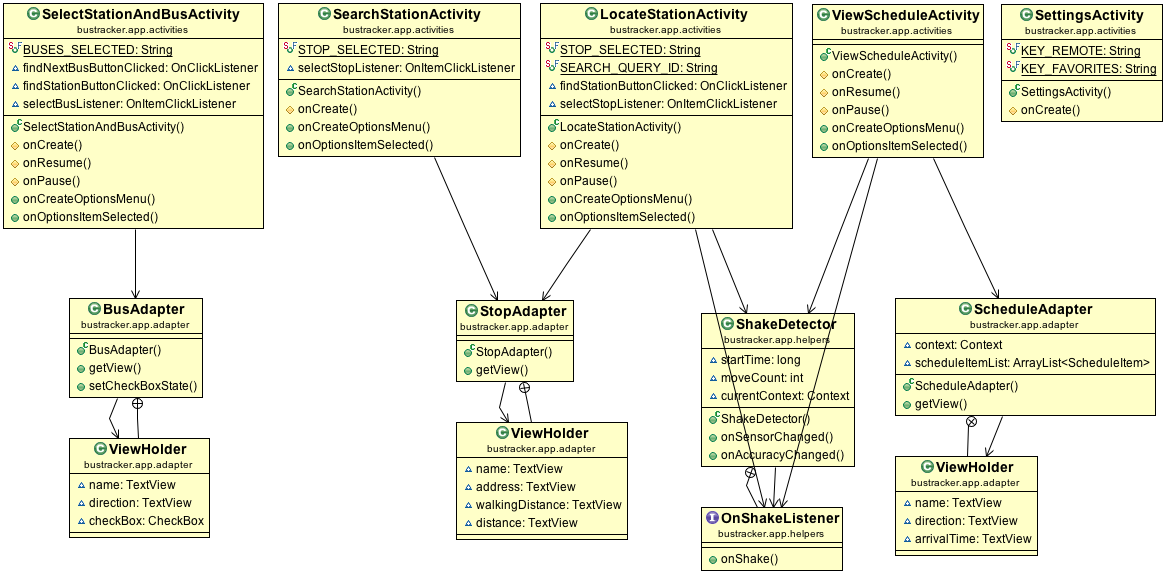 SelectStationAndBusActivity
bustracker.app.activities
BUSES_SELECTED: String
findNextBusButtonClicked: OnClickListener
findStationButtonClicked: OnClickListener
selectBusListener: OnItemClickListener
SelectStationAndBusActivity()
onCreate()
onResume()
onPause()
onCreateOptionsMenu()
onOptionsItemSelected()
SearchStationActivity
bustracker.app.activities
STOP_SELECTED: String
selectStopListener: OnItemClickListener
SearchStationActivity()
onCreate()
onCreateOptionsMenu()
onOptionsItemSelected()
LocateStationActivity
bustracker.app.activities
STOP_SELECTED: String
SEARCH_QUERY_ID: String
findStationButtonClicked: OnClickListener
selectStopListener: OnItemClickListener
LocateStationActivity()
onCreate()
onResume()
onPause()
onCreateOptionsMenu()
onOptionsItemSelected()
ViewScheduleActivity
bustracker.app.activities
ViewScheduleActivity()
onCreate()
onResume()
onPause()
onCreateOptionsMenu()
onOptionsItemSelected()
SettingsActivity
bustracker.app.activities
KEY_REMOTE: String
KEY_FAVORITES: String
SettingsActivity()
onCreate()
BusAdapter
bustracker.app.adapter
BusAdapter()
getView()
setCheckBoxState()
StopAdapter
bustracker.app.adapter
StopAdapter()
getView()
ShakeDetector
bustracker.app.helpers
startTime: long
moveCount: int
currentContext: Context
ShakeDetector()
onSensorChanged()
onAccuracyChanged()
ScheduleAdapter
bustracker.app.adapter
context: Context
scheduleItemList: ArrayList<ScheduleItem>
ScheduleAdapter()
getView()
ViewHolder
bustracker.app.adapter
name: TextView
direction: TextView
checkBox: CheckBox
ViewHolder
bustracker.app.adapter
name: TextView
address: TextView
walkingDistance: TextView
distance: TextView
OnShakeListener
bustracker.app.helpers
onShake()
ViewHolder
bustracker.app.adapter
name: TextView
direction: TextView
arrivalTime: TextView